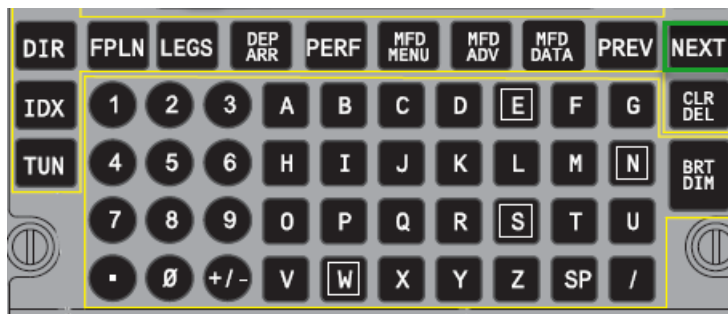 DIR FPLN LEGS DEP ARR PERF MFD MENU MFD ADV MFD DATA PREV NEXT
IDX 1 2 3 A B C D E F G CLR DEL
TUN 4 5 6 H I J K L M N BRT DIM
7 8 9 O P Q R S T U
. Ø +/- V W X Y Z SP /